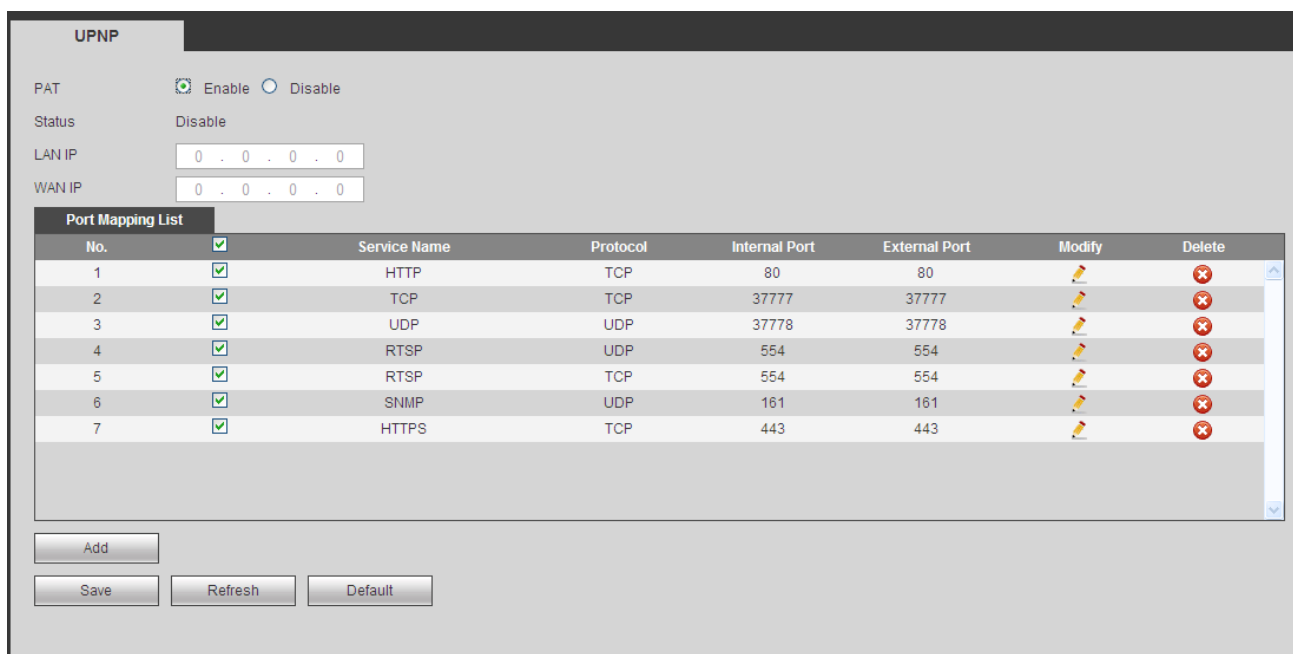 UPNP
PAT Enable Disable
Status Disable
LAN IP 0 . 0 . 0 . 0
WAN IP 0 . 0 . 0 . 0
Port Mapping List
No. Service Name Protocol Internal Port External Port Modify Delete
1 HTTP TCP 80 80
2 TCP TCP 37777 37777
3 UDP UDP 37778 37778
4 RTSP UDP 554 554
5 RTSP TCP 554 554
6 SNMP UDP 161 161
7 HTTPS TCP 443 443
Add
Save Refresh Default